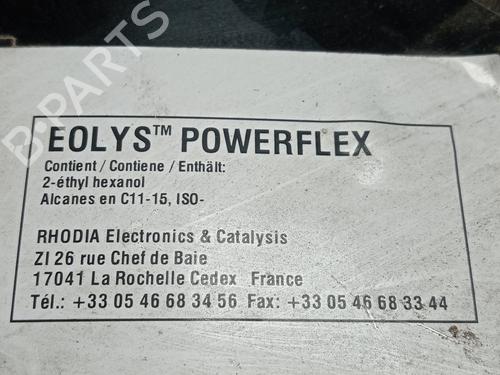 EOLYS™ POWERFLEX
Contient / Contiene / Enthält:
2-éthyl hexanol
Alcanes en C11-15, ISO-
RHODIA Electronics & Catalysis
ZI 26 rue Chef de Baie
17041 La Rochelle Cedex France
Tél.: +33 05 46 68 34 56 Fax: +33 05 46 68 33 44
B-PARTS